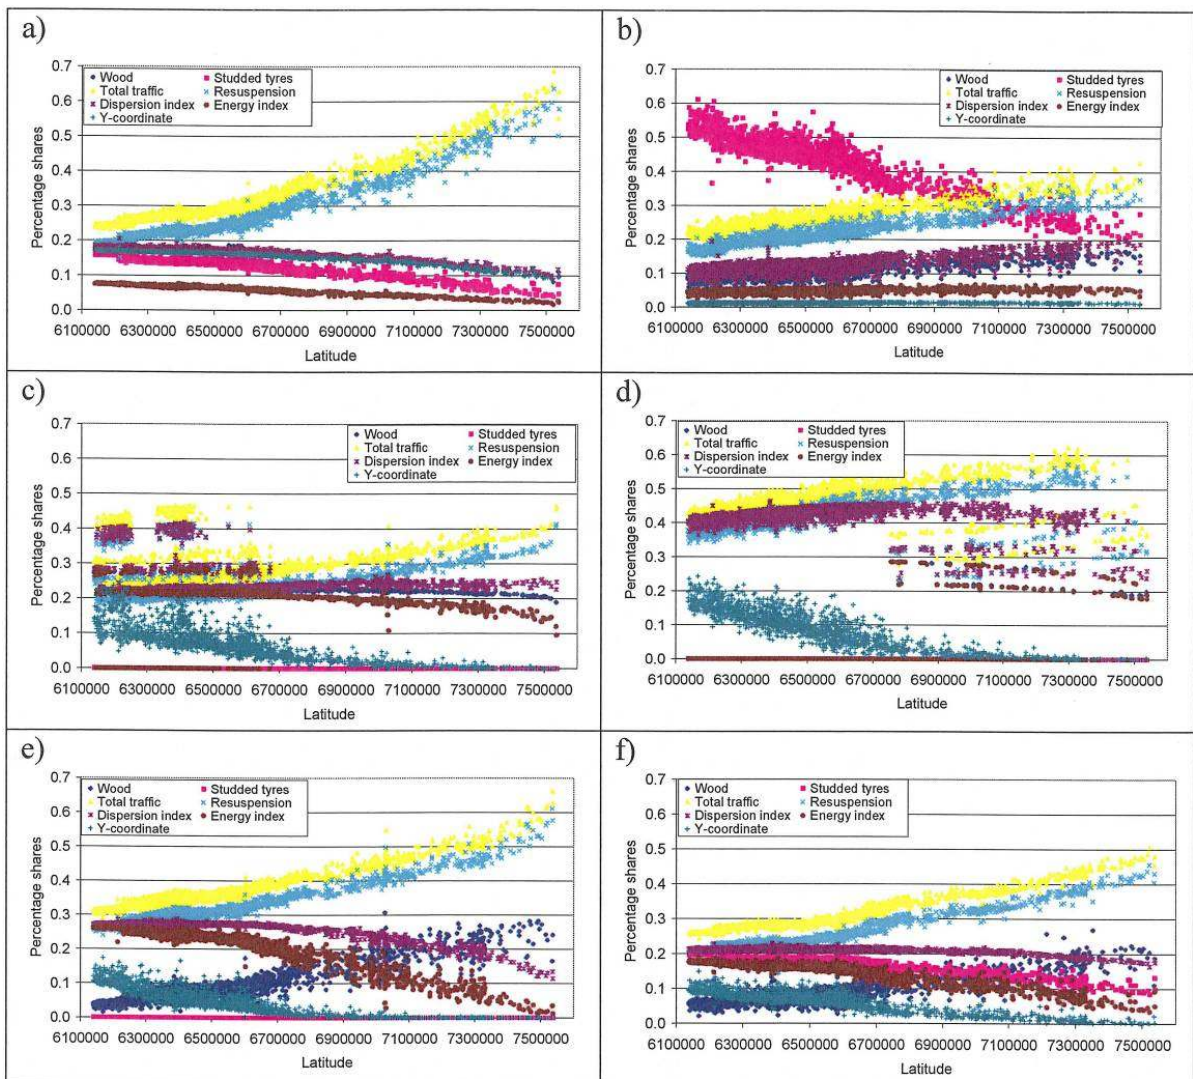 a)
0.7
0.6
0.5
0.4
0.3
0.2
0.1
0.0
Percentage shares
Wood Studded tyres
Total traffic Resuspension
Dispersion index Energy index
Y-coordinate
6100000 6300000 6500000 6700000 6900000 7100000 7300000 7500000
Latitude
b)
0.7
0.6
0.5
0.4
0.3
0.2
0.1
0.0
Percentage shares
Wood Studded tyres
Total traffic Resuspension
Dispersion index Energy index
Y-coordinate
6100000 6300000 6500000 6700000 6900000 7100000 7300000 7500000
Latitude
c)
0.7
0.6
0.5
0.4
0.3
0.2
0.1
0.0
Percentage shares
Wood Studded tyres
Total traffic Resuspension
Dispersion index Energy index
Y-coordinate
6100000 6300000 6500000 6700000 6900000 7100000 7300000 7500000
Latitude
d)
0.7
0.6
0.5
0.4
0.3
0.2
0.1
0.0
Percentage shares
Wood Studded tyres
Total traffic Resuspension
Dispersion index Energy index
Y-coordinate
6100000 6300000 6500000 6700000 6900000 7100000 7300000 7500000
Latitude
e)
0.7
0.6
0.5
0.4
0.3
0.2
0.1
0.0
Percentage shares
Wood Studded tyres
Total traffic Resuspension
Dispersion index Energy index
Y-coordinate
6100000 6300000 6500000 6700000 6900000 7100000 7300000 7500000
Latitude
f)
0.7
0.6
0.5
0.4
0.3
0.2
0.1
0.0
Percentage shares
Wood Studded tyres
Total traffic Resuspension
Dispersion index Energy index
Y-coordinate
6100000 6300000 6500000 6700000 6900000 7100000 7300000 7500000
Latitude